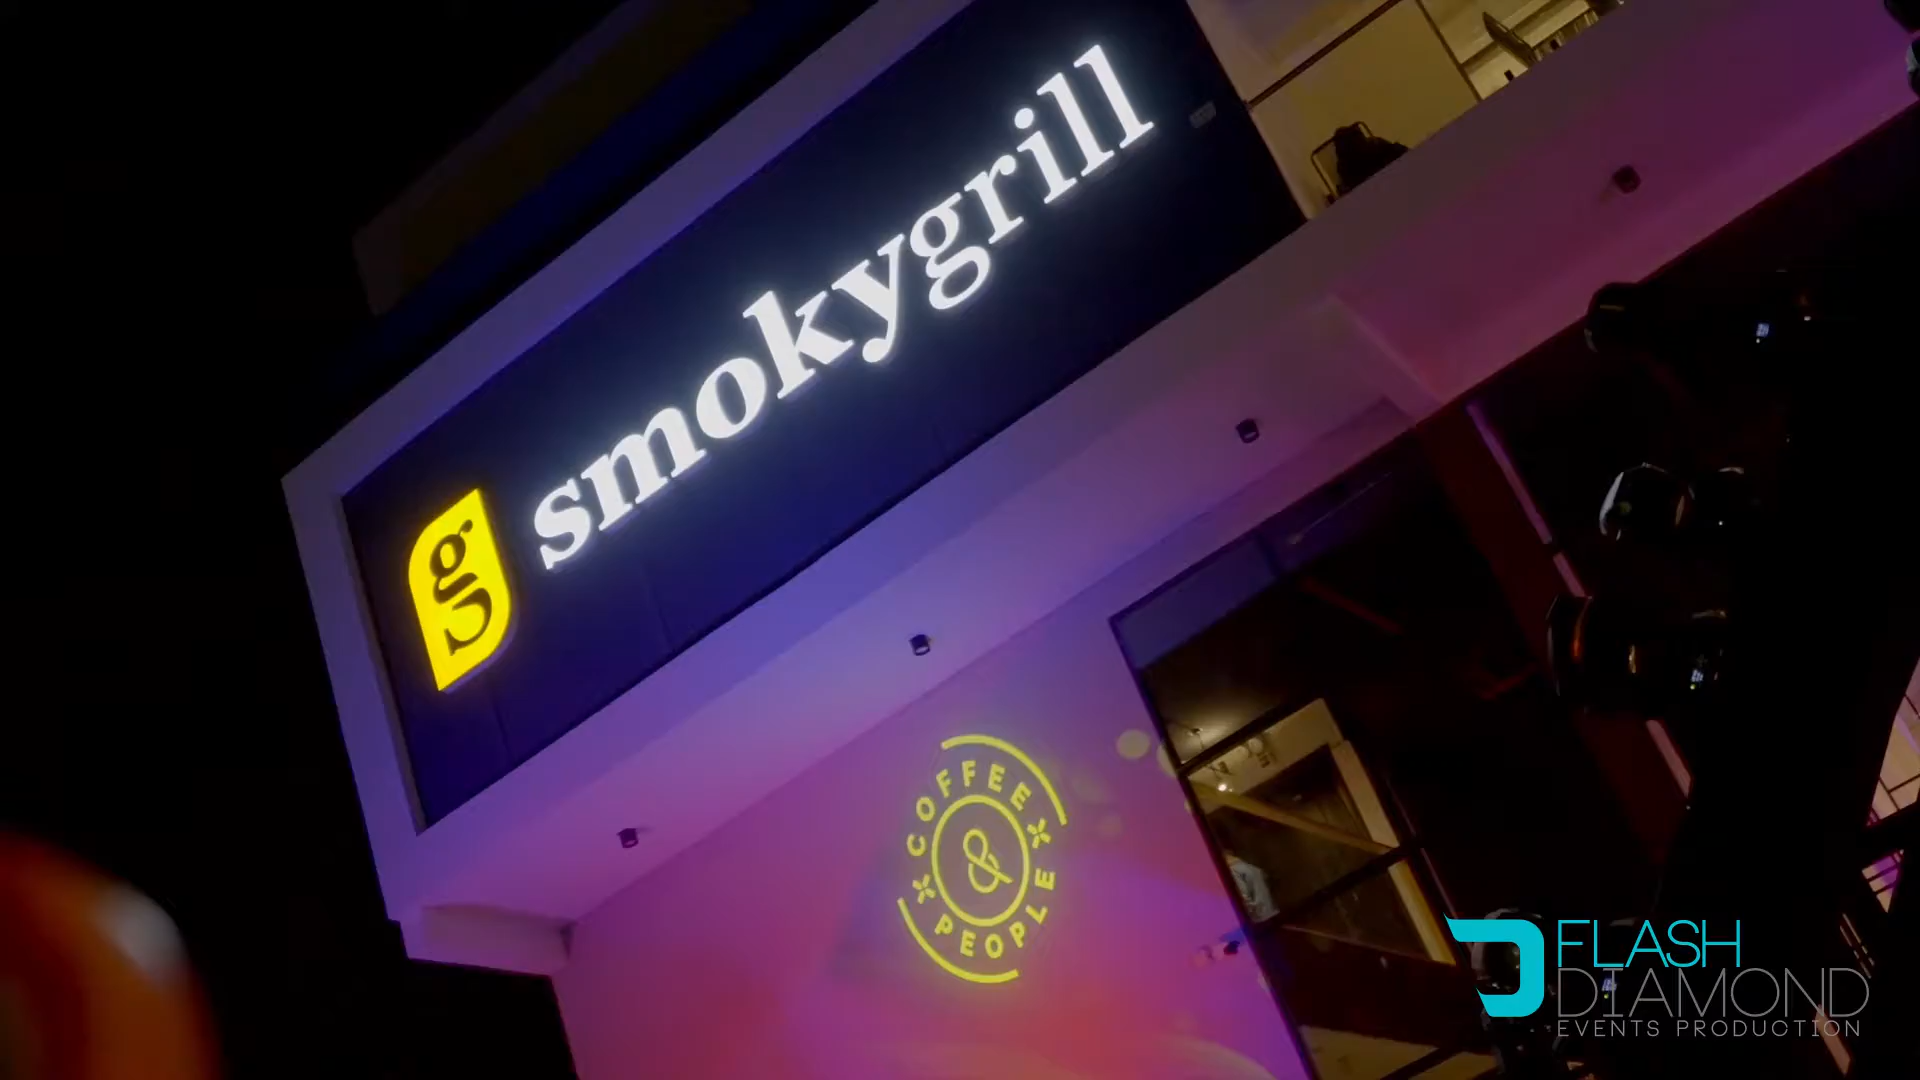 g smokygrill
COFFEE
&
PEOPLE
FLASH
DIAMOND
EVENTS PRODUCTION